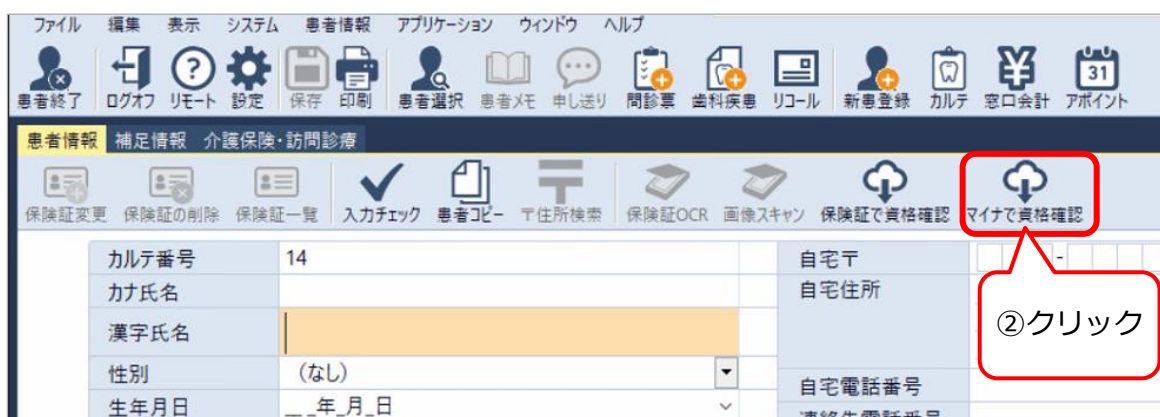 ファイル 編集 表示 システム 患者情報 アプリケーション ウィンドウ ヘルプ
患者終了 ログオフ リモート 設定 保存 印刷 患者選択 患者メモ 申し送り 問診票 歯科疾患 リコール 新患登録 カルテ 窓口会計 アポイント
31
患者情報 補足情報 介護保険・訪問診療
保険証変更 保険証の削除 保険証一覧 入力チェック 患者コピー 〒住所検索 保険証OCR 画像スキャン 保険証で資格確認 マイナで資格確認
カルテ番号 14 自宅〒 -
カナ氏名 自宅住所
漢字氏名
②クリック
性別 (なし)
自宅電話番号
生年月日 __年_月_日
連絡先電話番号